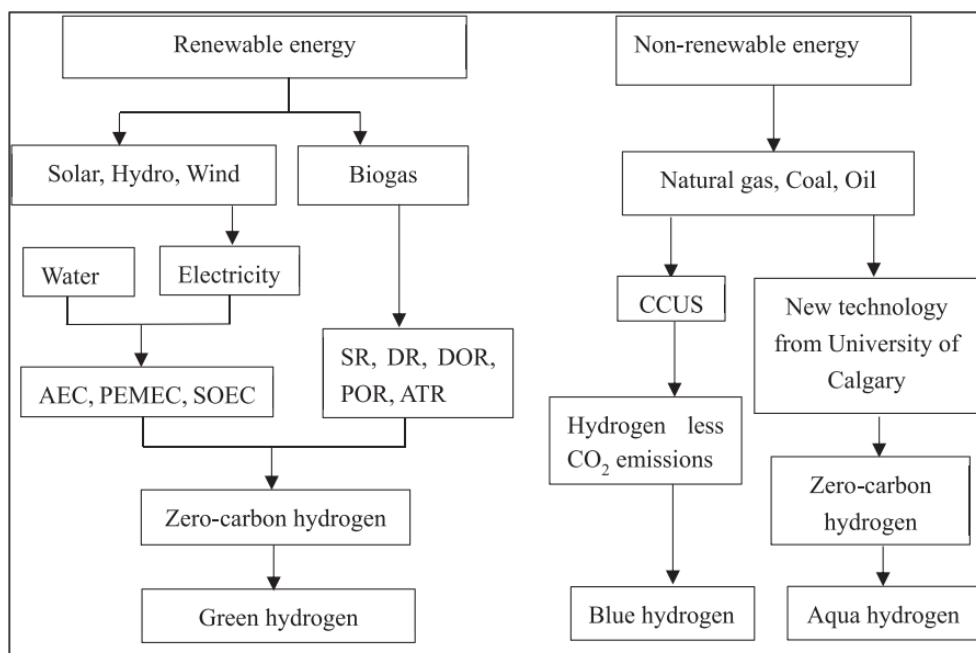 Renewable energy
Non-renewable energy
Solar, Hydro, Wind
Biogas
Natural gas, Coal, Oil
Water
Electricity
CCUS
New technology
from University of
Calgary
AEC, PEMEC, SOEC
SR, DR, DOR,
POR, ATR
Hydrogen less
CO₂ emissions
Zero-carbon hydrogen
Zero-carbon
hydrogen
Green hydrogen
Blue hydrogen
Aqua hydrogen